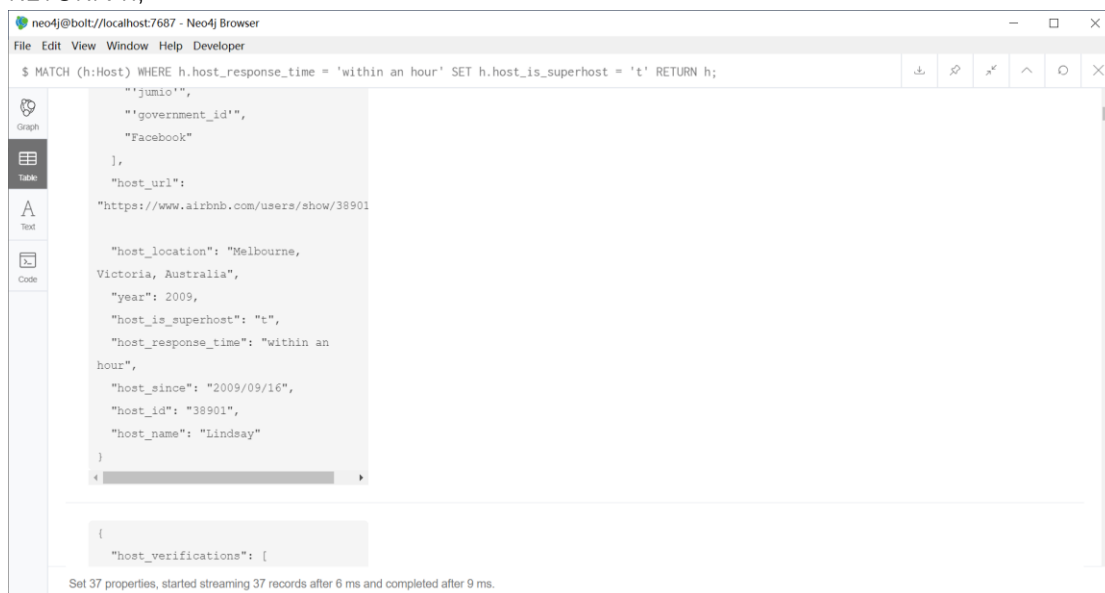 neo4j@bolt://localhost:7687 - Neo4j Browser
File Edit View Window Help Developer
$ MATCH (h:Host) WHERE h.host_response_time = 'within an hour' SET h.host_is_superhost = 't' RETURN h;
Graph
Table
Text
Code
"'jumio'",
"'government_id'",
"Facebook"
],
"host_url":
"https://www.airbnb.com/users/show/38901
"host_location": "Melbourne,
Victoria, Australia",
"year": 2009,
"host_is_superhost": "t",
"host_response_time": "within an
hour",
"host_since": "2009/09/16",
"host_id": "38901",
"host_name": "Lindsay"
}
{
"host_verifications": [
Set 37 properties, started streaming 37 records after 6 ms and completed after 9 ms.